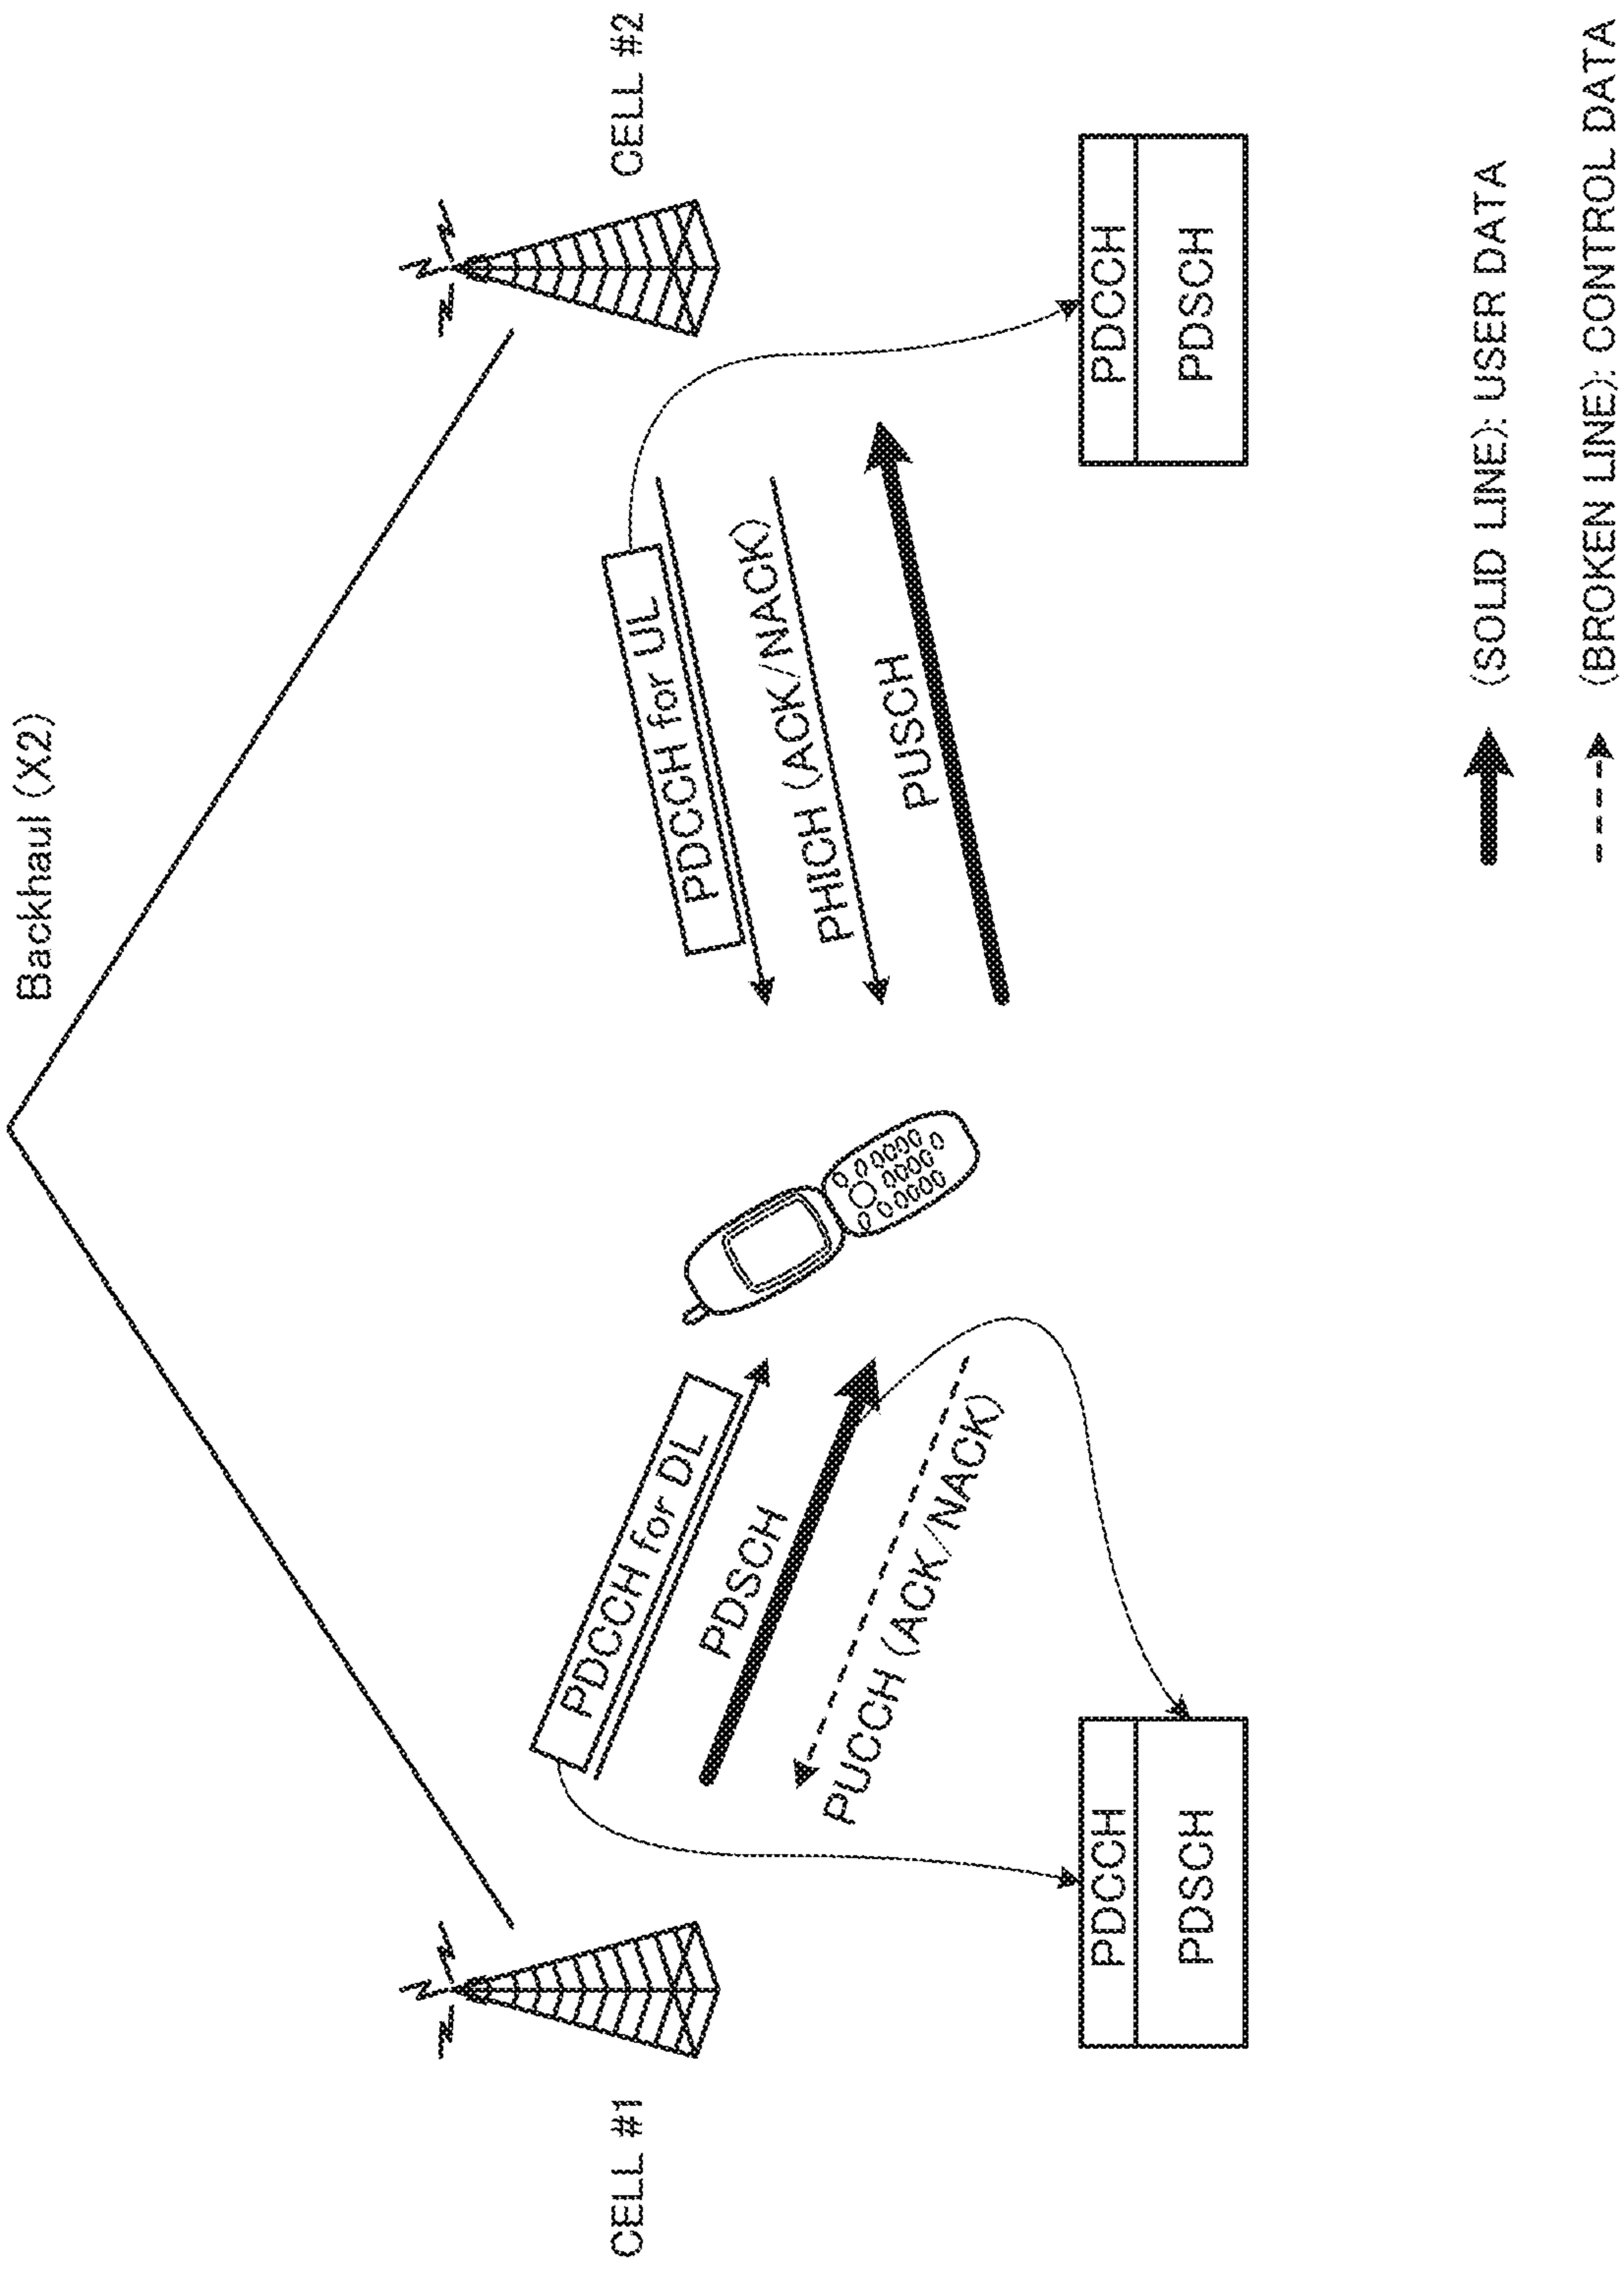 Backhaul (X2)
CELL #1
CELL #2
PDCCH for DL
PDSCH
PUCCH (ACK/NACK)
PDCCH for UL
PHICH (ACK/NACK)
PUSCH
PDCCH
PDSCH
PDCCH
PDSCH
(SOLID LINE): USER DATA
(BROKEN LINE): CONTROL DATA